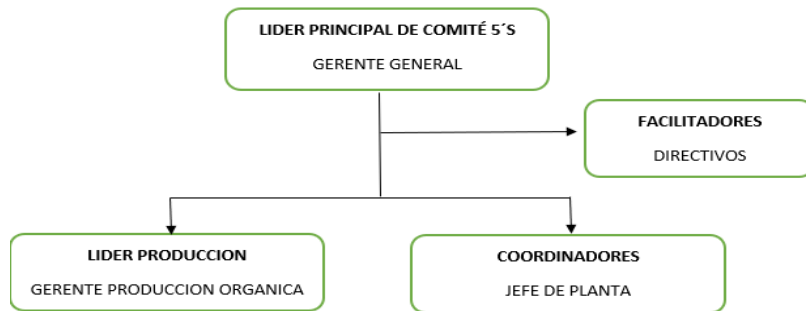 LIDER PRINCIPAL DE COMITÉ 5´S
GERENTE GENERAL
FACILITADORES
DIRECTIVOS
LIDER PRODUCCION
GERENTE PRODUCCION ORGANICA
COORDINADORES
JEFE DE PLANTA